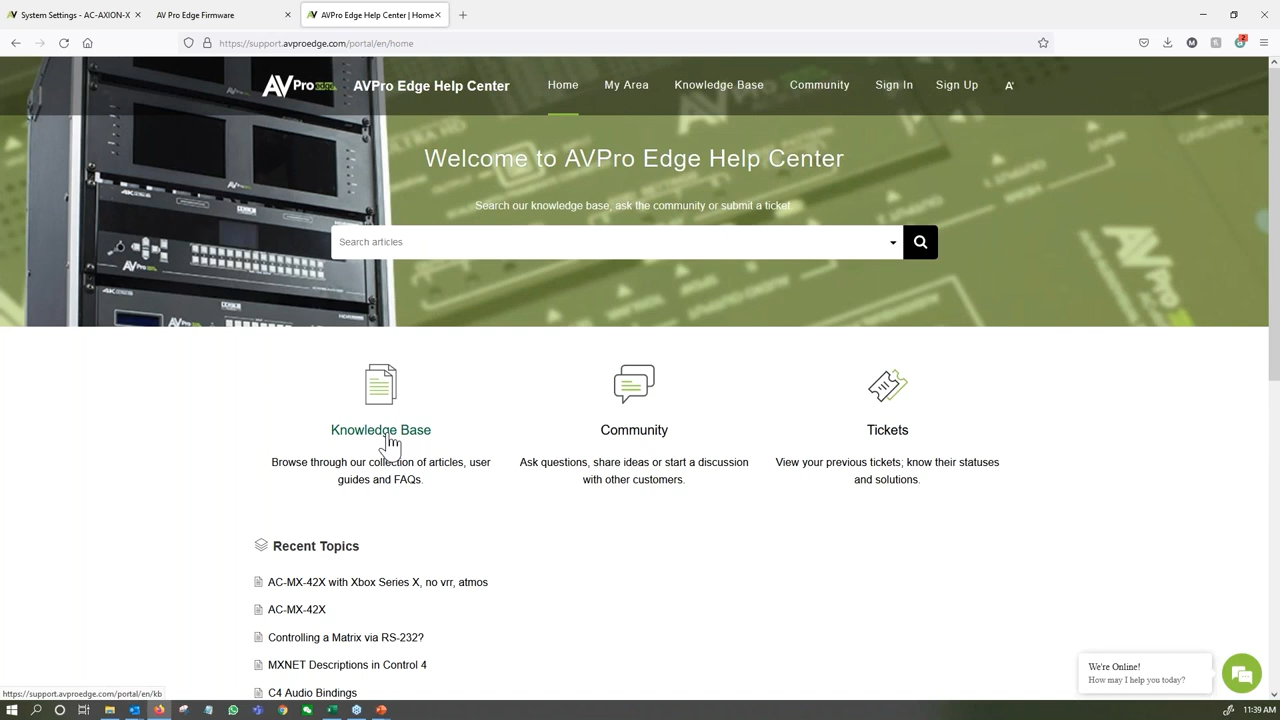 System Settings - AC-AXION-X
AV Pro Edge Firmware
AVPro Edge Help Center | Home
https://support.avproedge.com/portal/en/home
2
AVPro edge
AVPro Edge Help Center
Home
My Area
Knowledge Base
Community
Sign In
Sign Up
A
Welcome to AVPro Edge Help Center
Search our knowledge base, ask the community or submit a ticket.
Search articles
Knowledge Base
Community
Tickets
Browse through our collection of articles, user
guides and FAQs.
Ask questions, share ideas or start a discussion
with other customers.
View your previous tickets; know their statuses
and solutions.
Recent Topics
AC-MX-42X with Xbox Series X, no vrr, atmos
AC-MX-42X
Controlling a Matrix via RS-232?
MXNET Descriptions in Control 4
C4 Audio Bindings
We're Online!
How may I help you today?
https://support.avproedge.com/portal/en/kb
11:39 AM